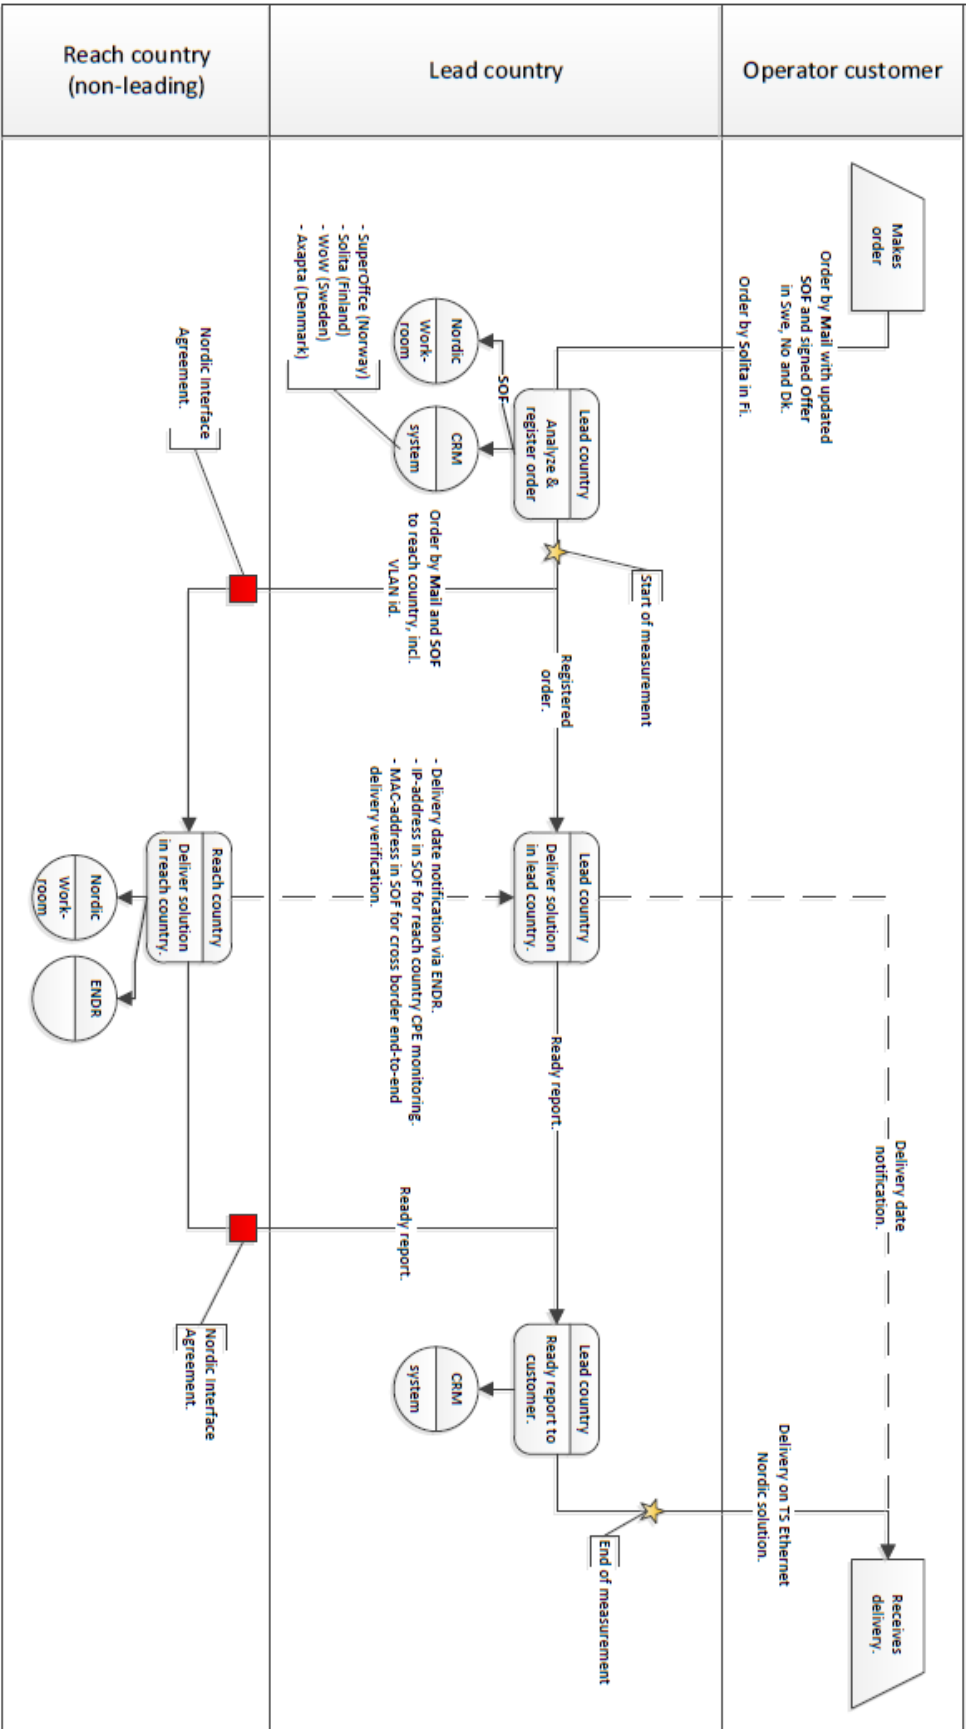 Reach country
(non-leading)
Lead country
Operator customer
Makes
order
Order by Mail with updated
SOF and signed Offer
in Swe, No and Dk.
Order by Solita in Fi.
Lead country
Analyze &
register order
SOF
Nordic
Work-
room
CRM
system
- SuperOffce (Norway)
- Solita (Finland)
- WoW (Sweden)
- Axapta (Denmark)
Nordic Interface
Agreement.
Start of measurement
Order by Mail and SOF
to reach country, incl.
VLAN id.
Registered
order.
Lead country
Deliver solution
in lead country.
- Delivery date notification via ENDR.
- IP-address in SOF for reach country CPE monitoring.
- MAC-address in SOF for cross border end-to-end
delivery verification.
Reach country
Deliver solution
in reach country.
Nordic
Work-
room
ENDR
Ready report.
Delivery date
notification.
Ready report.
Nordic Interface
Agreement.
Lead country
Ready report to
customer.
CRM
system
Delivery on TS Ethernet
Nordic solution.
End of measurement
Receives
delivery.